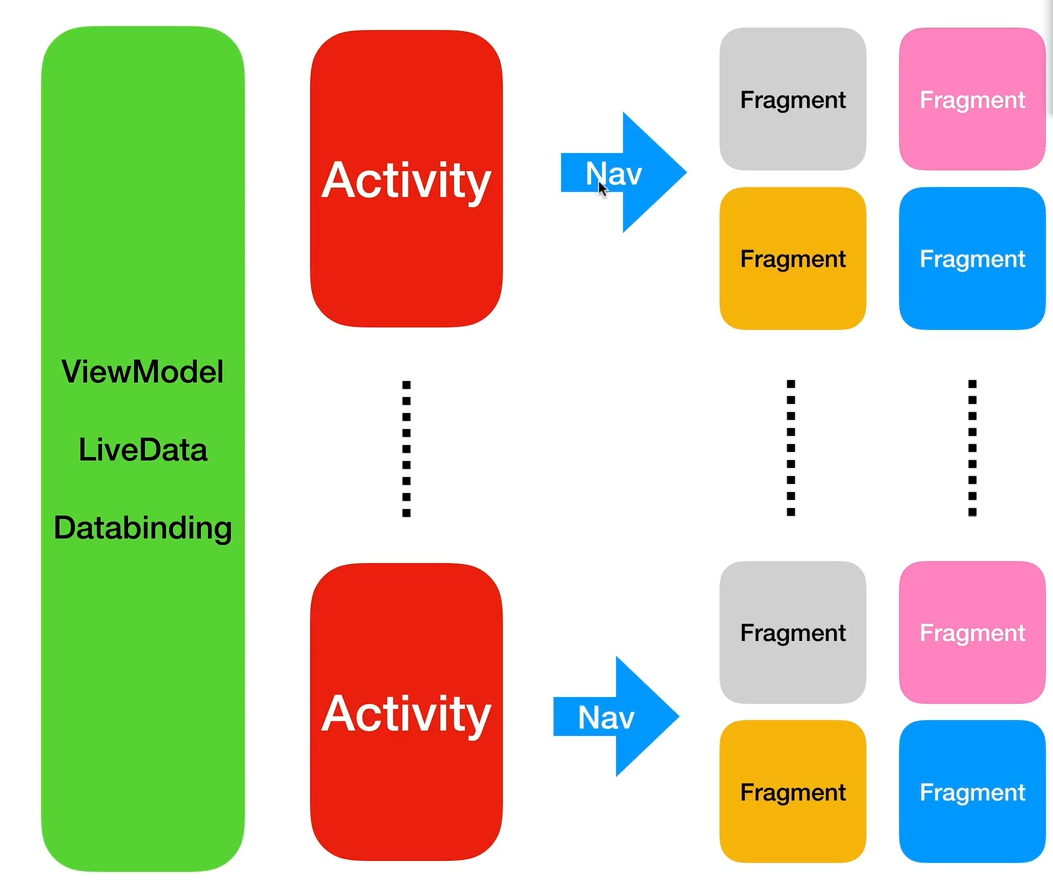 ViewModel
LiveData
Databinding
Activity
Nav
Fragment
Fragment
Fragment
Fragment
Activity
Nav
Fragment
Fragment
Fragment
Fragment